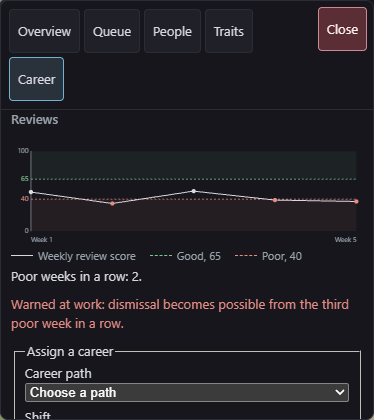 Overview
Queue
People
Traits
Close
Career
Reviews
100
65
40
0
Week 1
Week 5
Weekly review score
Good, 65
Poor, 40
Poor weeks in a row: 2.
Warned at work: dismissal becomes possible from the third
poor week in a row.
Assign a career
Career path
Choose a path
Shift